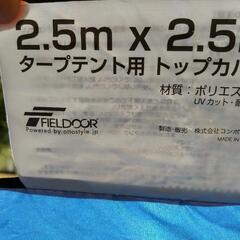 2.5m x 2.5
タープテント用 トップカバ
材質：ポリエス
UVカット・
FIELDOOR
Powered by ottostyle.jp
製造・販売 株式会社コンポ
MADE IN